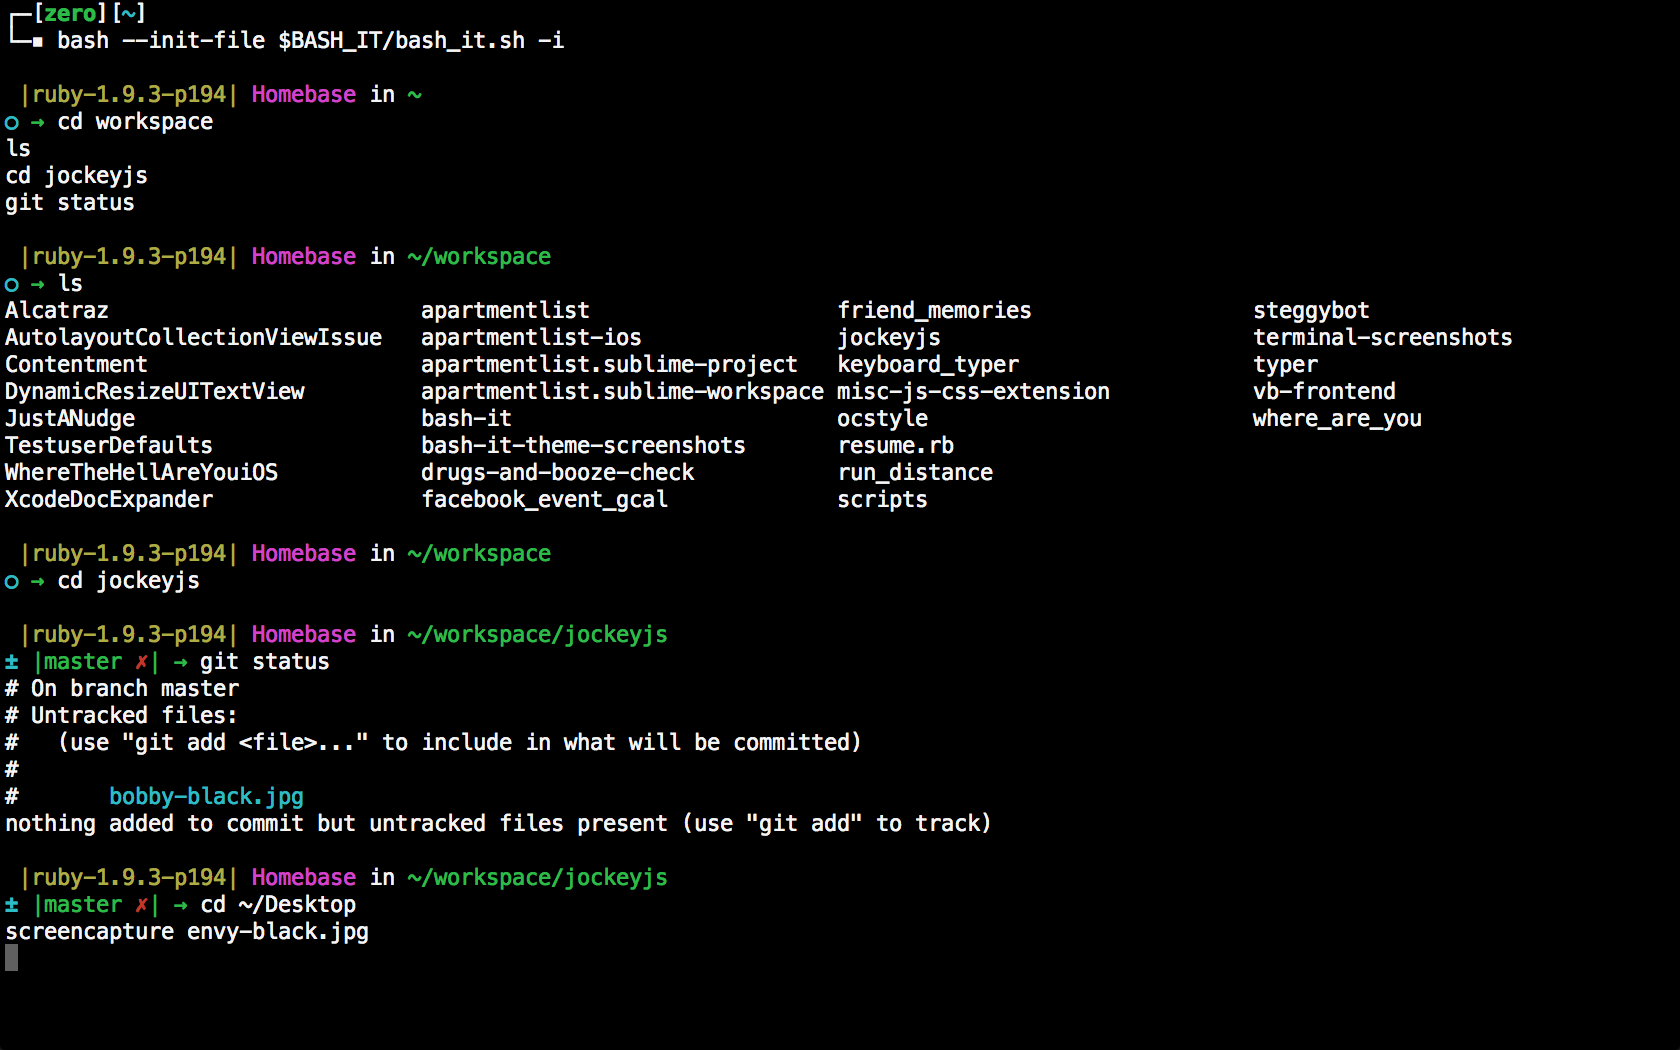 ┌─[zero][~]
└─▪ bash --init-file $BASH_IT/bash_it.sh -i

 |ruby-1.9.3-p194| Homebase in ~
○ → cd workspace
ls
cd jockeyjs
git status

 |ruby-1.9.3-p194| Homebase in ~/workspace
○ → ls
Alcatraz                        apartmentlist                   friend_memories                 steggybot
AutolayoutCollectionViewIssue   apartmentlist-ios               jockeyjs                        terminal-screenshots
Contentment                     apartmentlist.sublime-project   keyboard_typer                  typer
DynamicResizeUITextView         apartmentlist.sublime-workspace misc-js-css-extension           vb-frontend
JustANudge                      bash-it                         ocstyle                         where_are_you
TestuserDefaults                bash-it-theme-screenshots       resume.rb
WhereTheHellAreYouiOS           drugs-and-booze-check           run_distance
XcodeDocExpander                facebook_event_gcal             scripts

 |ruby-1.9.3-p194| Homebase in ~/workspace
○ → cd jockeyjs

 |ruby-1.9.3-p194| Homebase in ~/workspace/jockeyjs
± |master ✗| → git status
# On branch master
# Untracked files:
#   (use "git add <file>..." to include in what will be committed)
#
#       bobby-black.jpg
nothing added to commit but untracked files present (use "git add" to track)

 |ruby-1.9.3-p194| Homebase in ~/workspace/jockeyjs
± |master ✗| → cd ~/Desktop
screencapture envy-black.jpg